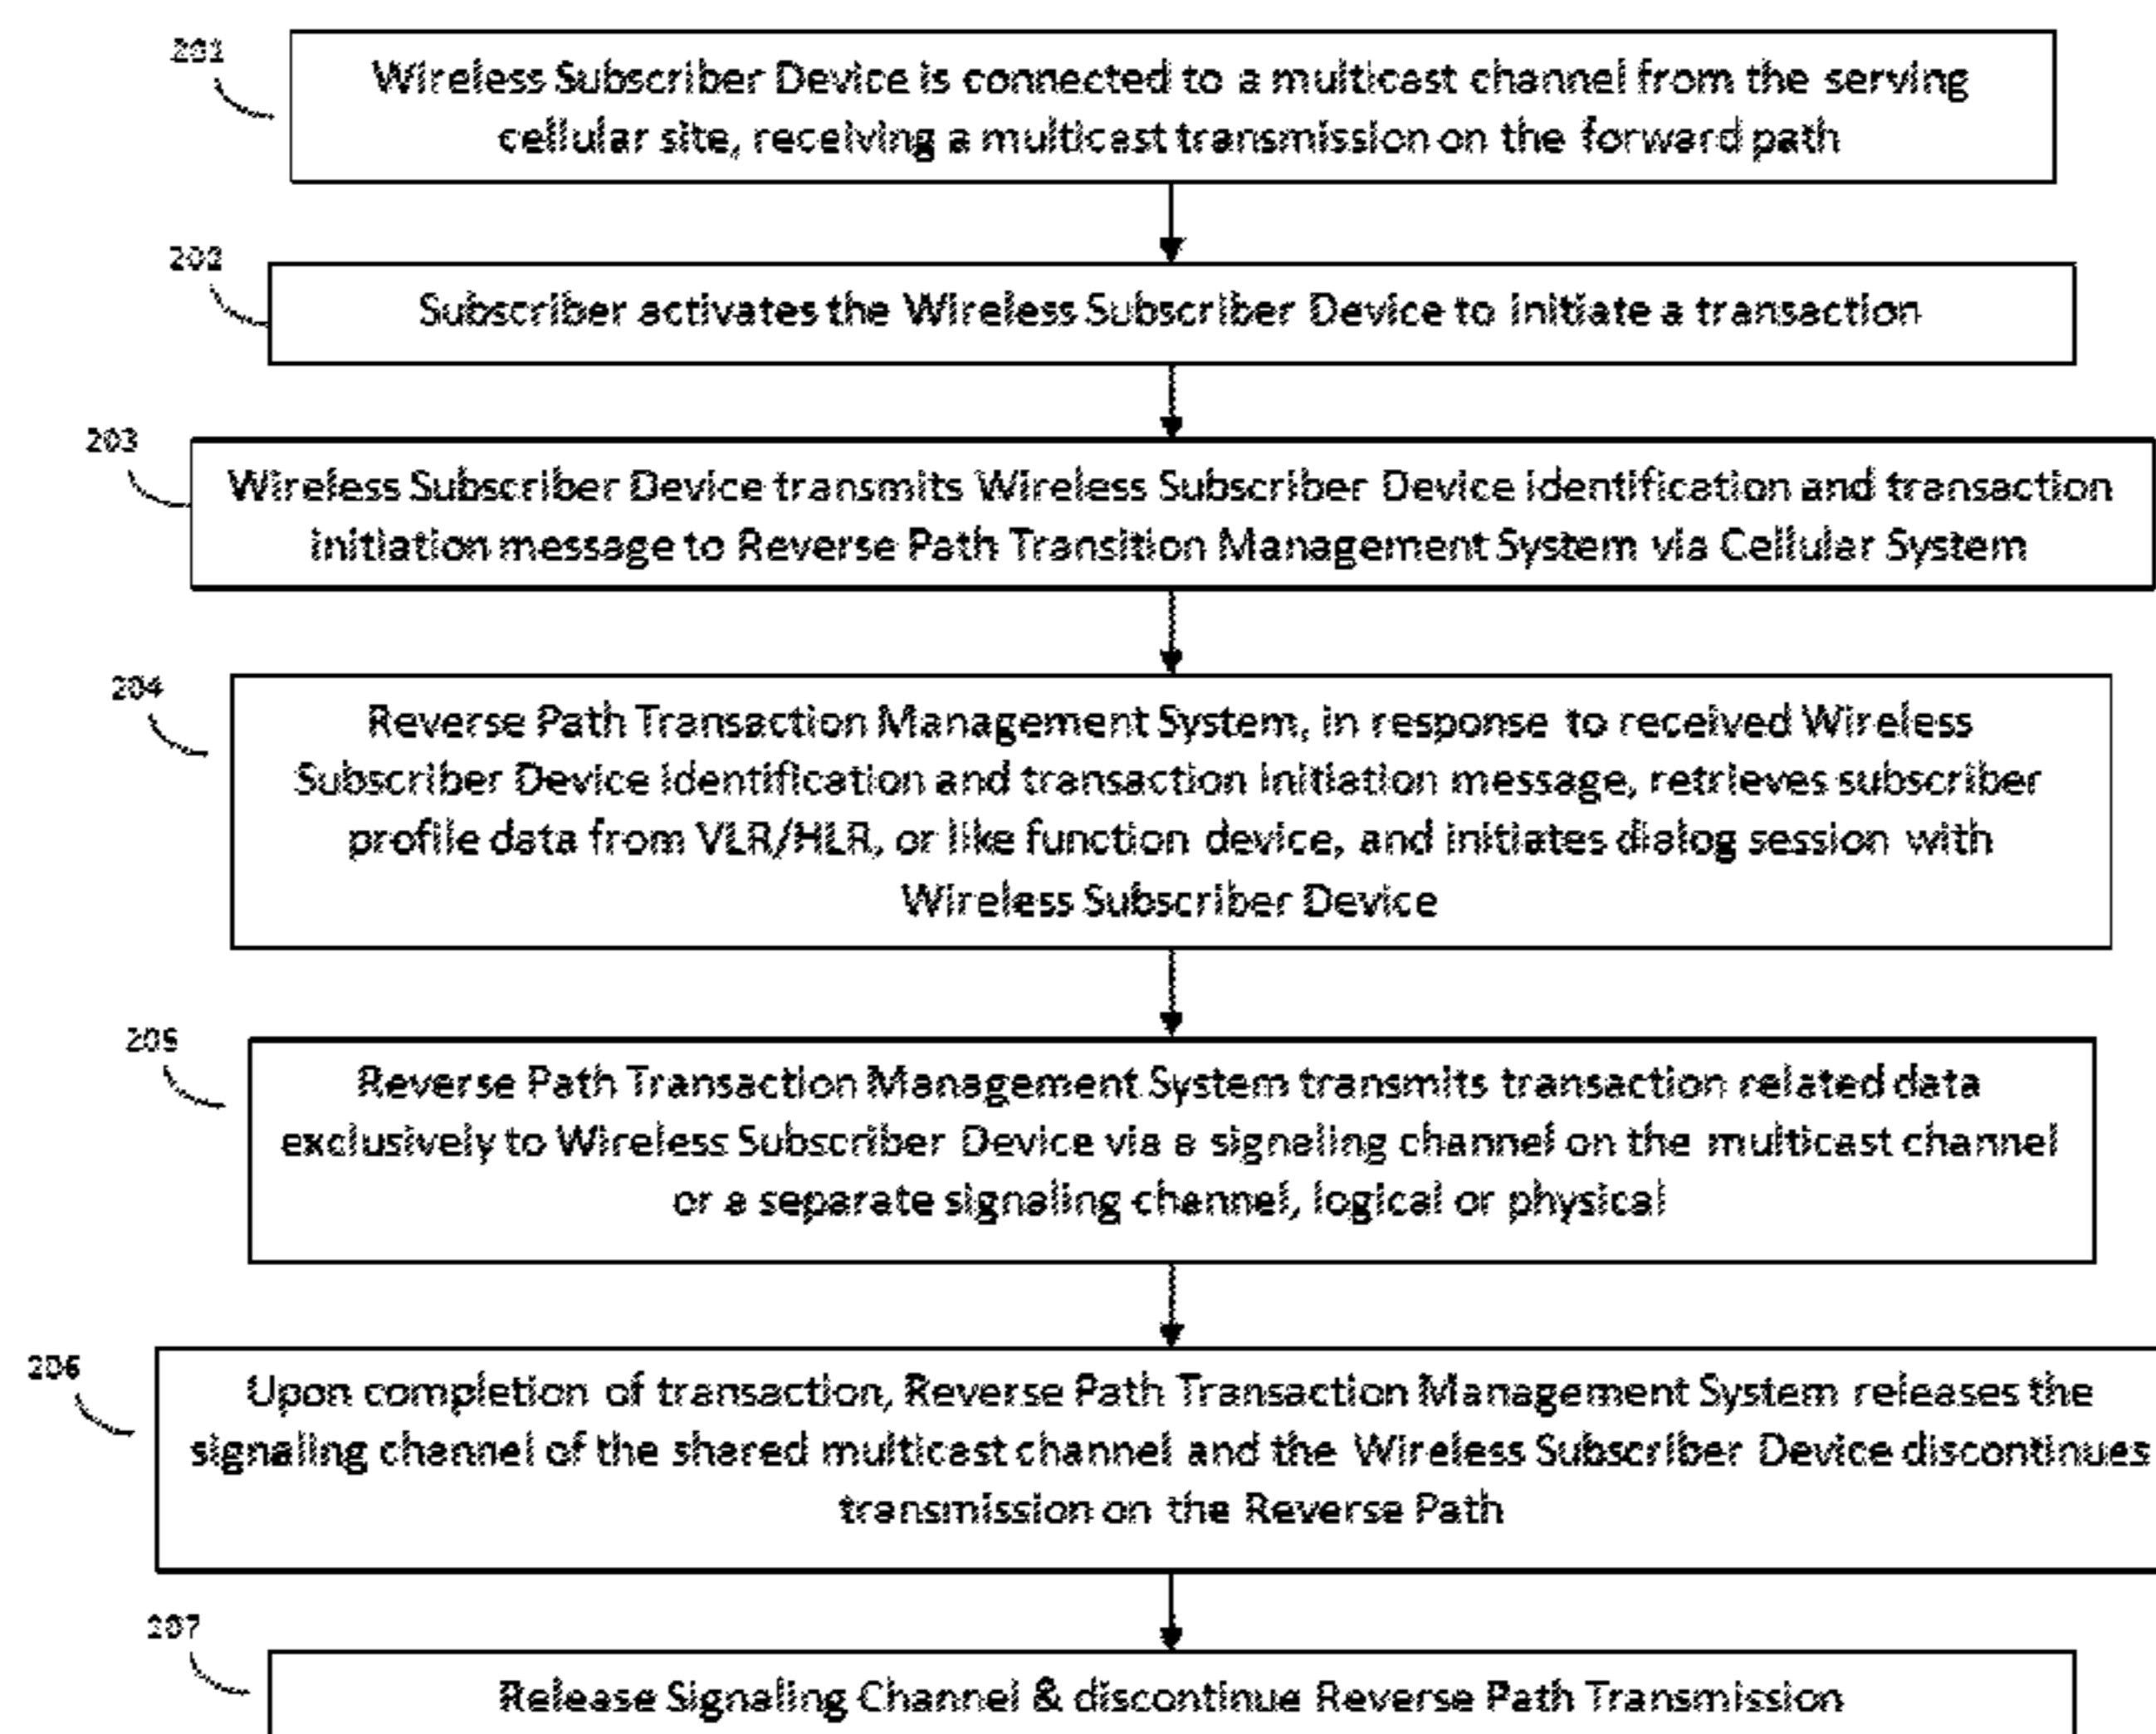 201
Wireless Subscriber Device is connected to a multicast channel from the serving
cellular site, receiving a multicast transmission on the forward path
202
Subscriber activates the Wireless Subscriber Device to initiate a transaction
203
Wireless Subscriber Device transmits Wireless Subscriber Device identification and transaction
initiation message to Reverse Path Transition Management System via Cellular System
204
Reverse Path Transaction Management System, in response to received Wireless
Subscriber Device identification and transaction initiation message, retrieves subscriber
profile data from VLR/HLR, or like function device, and initiates dialog session with
Wireless Subscriber Device
205
Reverse Path Transaction Management System transmits transaction related data
exclusively to Wireless Subscriber Device via a signaling channel on the multicast channel
or a separate signaling channel, logical or physical
206
Upon completion of transaction, Reverse Path Transaction Management System releases the
signaling channel of the shared multicast channel and the Wireless Subscriber Device discontinues
transmission on the Reverse Path
207
Release Signaling Channel & discontinue Reverse Path Transmission